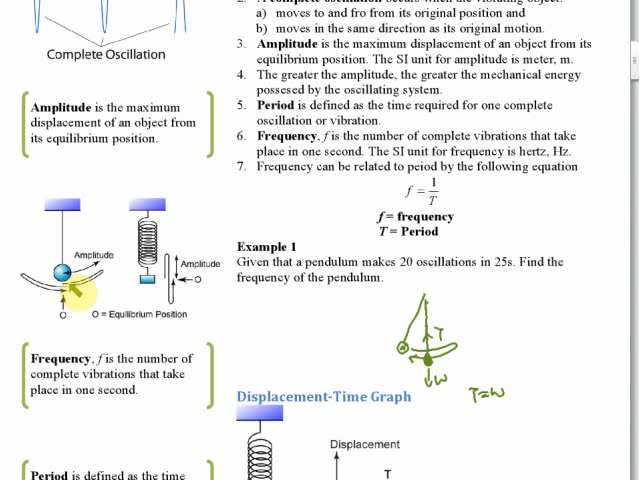 Complete Oscillation
Amplitude is the maximum
displacement of an object from
its equilibrium position.
Amplitude
Amplitude
O
O
O = Equilibrium Position
Frequency, f is the number of
complete vibrations that take
place in one second.
Period is defined as the time
2. A complete oscillation occurs when the vibrating object:
a) moves to and fro from its original position and
b) moves in the same direction as its original motion.
3. Amplitude is the maximum displacement of an object from its
equilibrium position. The SI unit for amplitude is meter, m.
4. The greater the amplitude, the greater the mechanical energy
possesed by the oscillating system.
5. Period is defined as the time required for one complete
oscillation or vibration.
6. Frequency, f is the number of complete vibrations that take
place in one second. The SI unit for frequency is hertz, Hz.
7. Frequency can be related to peiod by the following equation
f = 1/T
f = frequency
T = Period
Example 1
Given that a pendulum makes 20 oscillations in 25s. Find the
frequency of the pendulum.
T
W
T=W
Displacement-Time Graph
Displacement
T